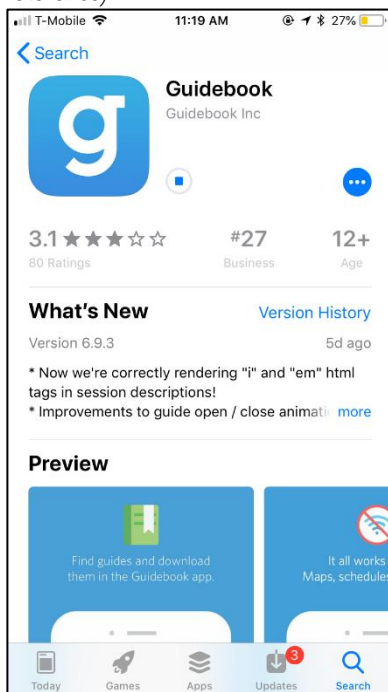 T-Mobile 11:19 AM 27%
Search
g
Guidebook
Guidebook Inc
3.1 #27 12+
80 Ratings Business Age
What's New Version History
Version 6.9.3 5d ago
* Now we're correctly rendering "i" and "em" html
tags in session descriptions!
* Improvements to guide open / close animati more
Preview
Find guides and download
them in the Guidebook app.
It all works
Maps, schedules
3
Today Games Apps Updates Search